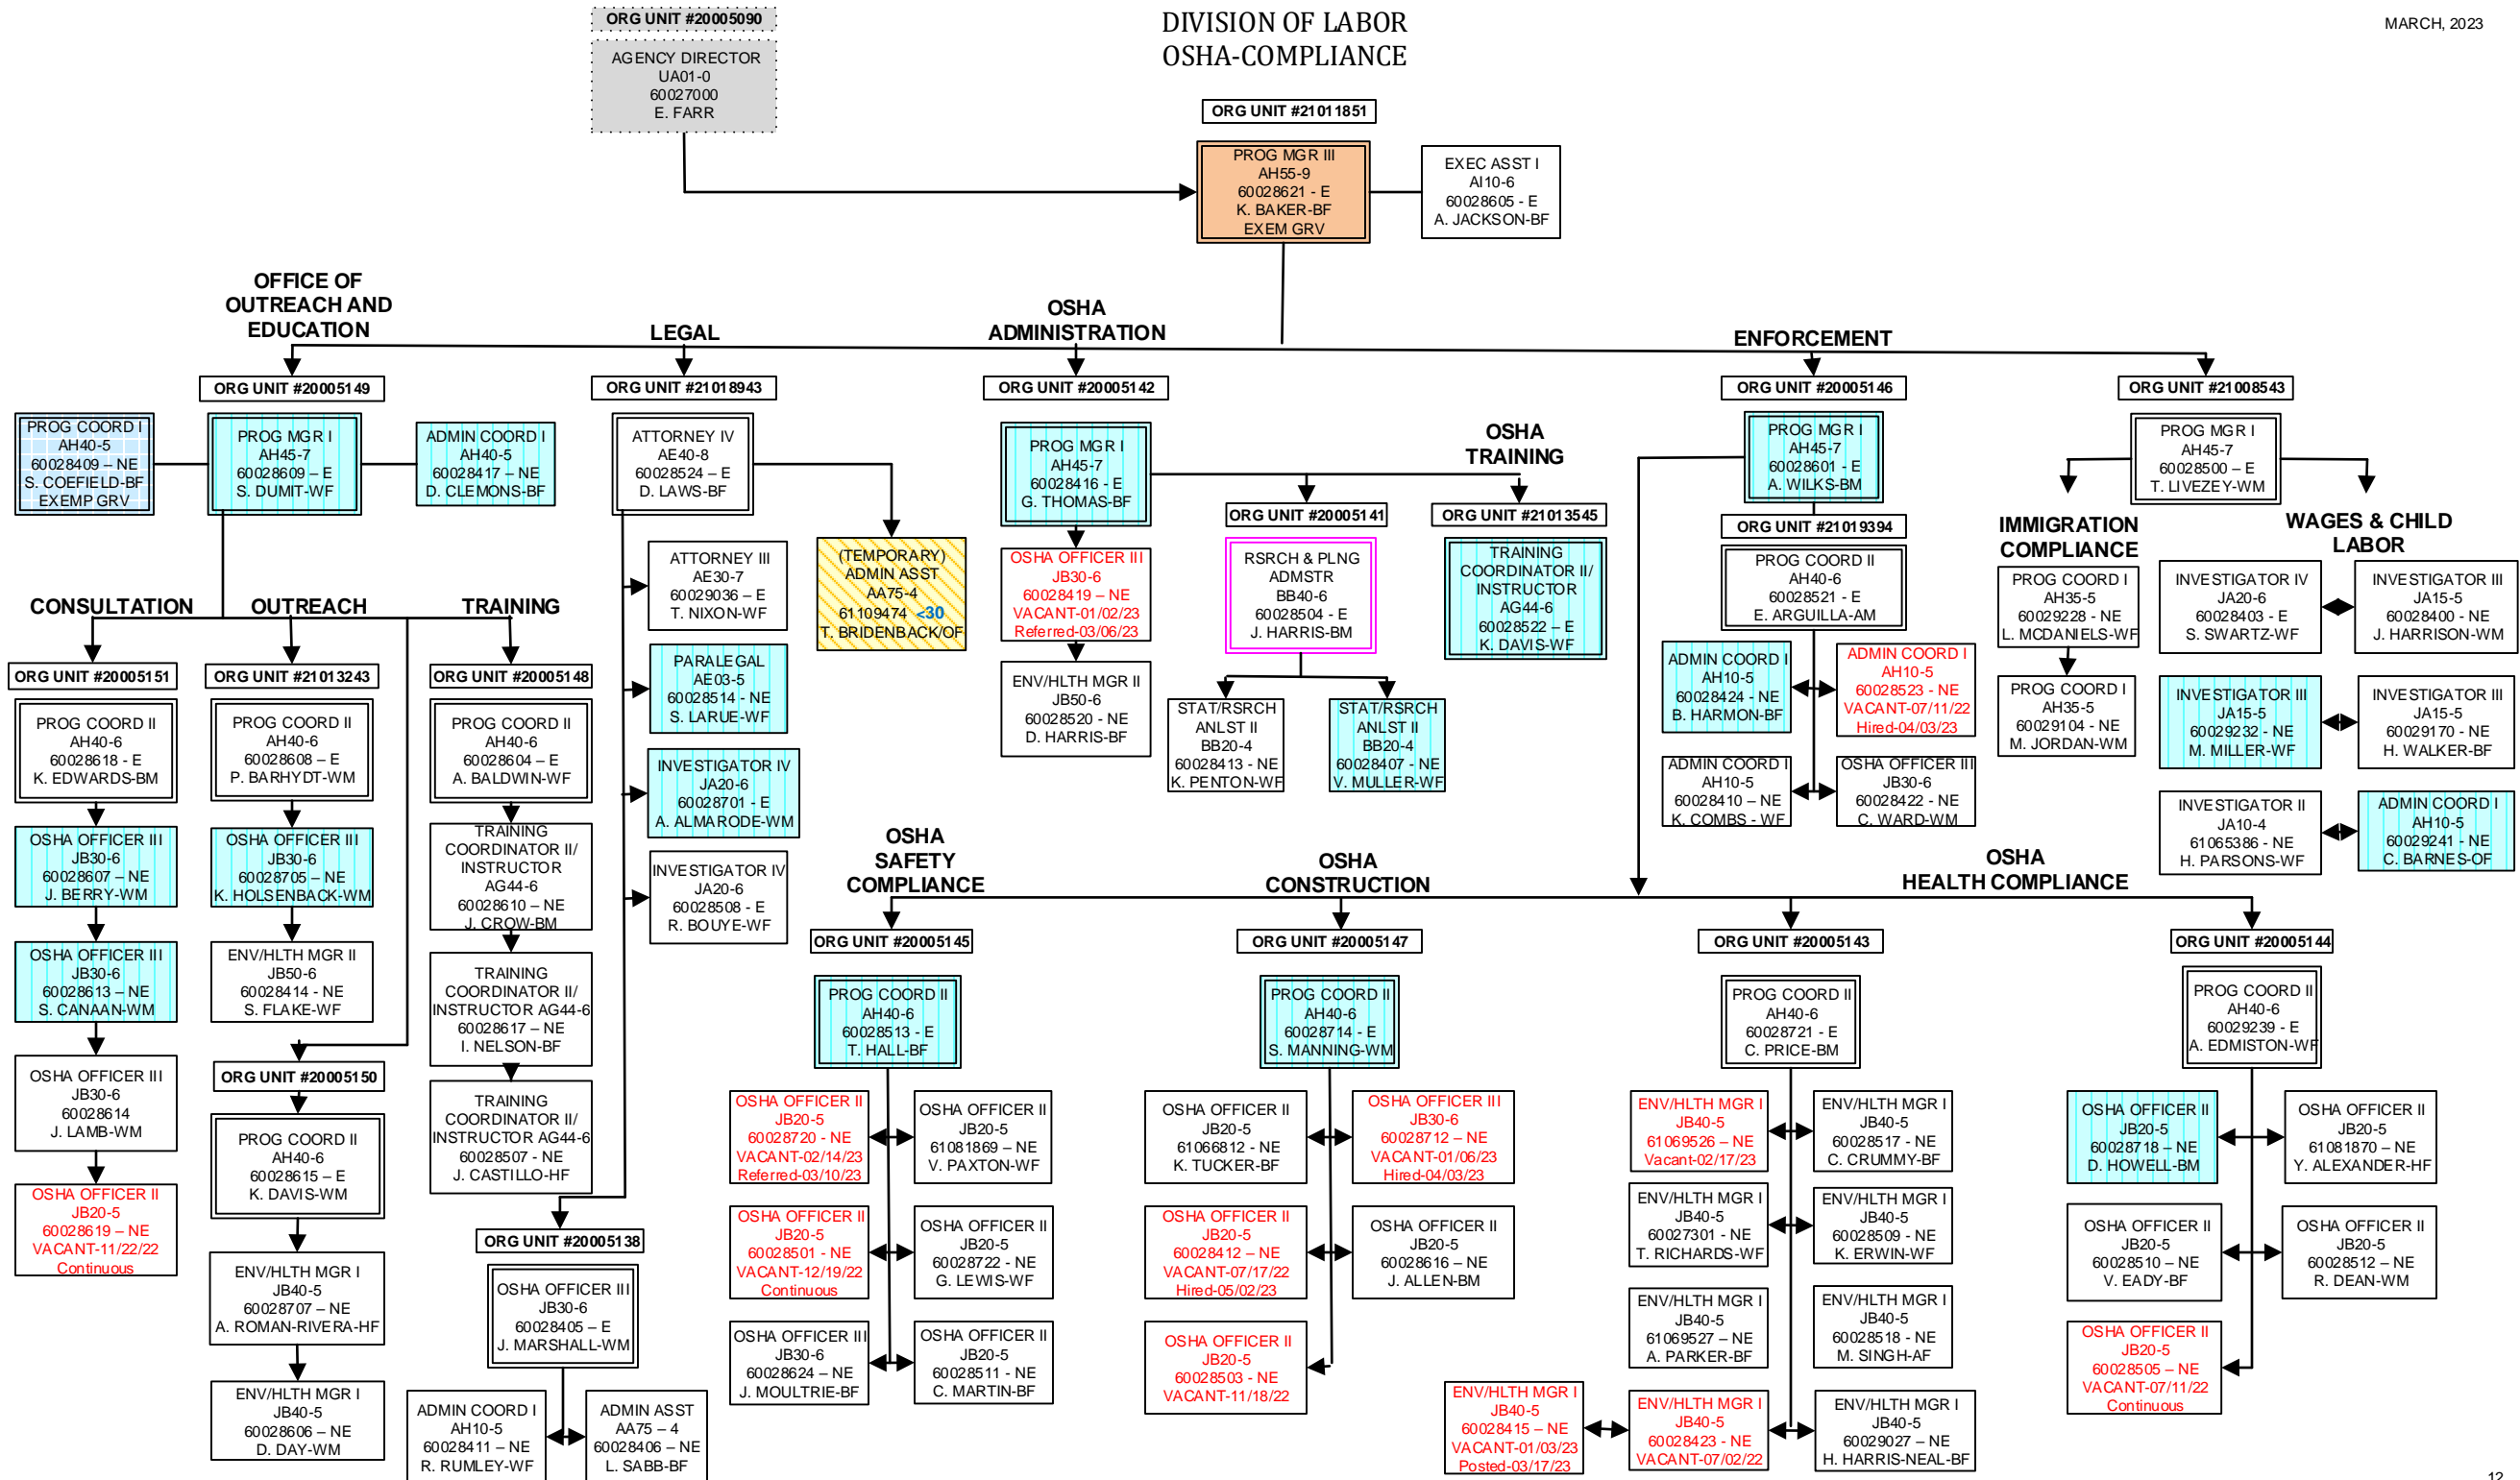 ORG UNIT #20005090
AGENCY DIRECTOR
UA01-0
60027000
E. FARR
DIVISION OF LABOR
OSHA-COMPLIANCE
MARCH, 2023
ORG UNIT #21011851
PROG MGR III
AH55-9
60028621 - E
K. BAKER-BF
EXEM GRV
EXEC ASST I
AI10-6
60028605 - E
A. JACKSON-BF
OFFICE OF
OUTREACH AND
EDUCATION
LEGAL
OSHA
ADMINISTRATION
ENFORCEMENT
ORG UNIT #20005149
ORG UNIT #21018943
ORG UNIT #20005142
ORG UNIT #20005146
ORG UNIT #21008543
PROG COORD I
AH40-5
60028409 – NE
S. COEFIELD-BF
EXEMP GRV
PROG MGR I
AH45-7
60028609 – E
S. DUMIT-WF
ADMIN COORD I
AH40-5
60028417 – NE
D. CLEMONS-BF
ATTORNEY IV
AE40-8
60028524 – E
D. LAWS-BF
PROG MGR I
AH45-7
60028416 - E
G. THOMAS-BF
OSHA
TRAINING
PROG MGR I
AH45-7
60028601 - E
A. WILKS-BM
PROG MGR I
AH45-7
60028500 – E
T. LIVEZEY-WM
ORG UNIT #20005141
ORG UNIT #21013545
ORG UNIT #21019394
IMMIGRATION
COMPLIANCE
WAGES & CHILD
LABOR
ATTORNEY III
AE30-7
60029036 – E
T. NIXON-WF
(TEMPORARY)
ADMIN ASST
AA75-4
61109474 <30
T. BRIDENBACK/OF
OSHA OFFICER III
JB30-6
60028419 – NE
VACANT-01/02/23
Referred-03/06/23
RSRCH & PLNG
ADMSTR
BB40-6
60028504 - E
J. HARRIS-BM
TRAINING
COORDINATOR II/
INSTRUCTOR
AG44-6
60028522 – E
K. DAVIS-WF
PROG COORD II
AH40-6
60028521 - E
E. ARGUILLA-AM
PROG COORD I
AH35-5
60029228 - NE
L. MCDANIELS-WF
INVESTIGATOR IV
JA20-6
60028403 – E
S. SWARTZ-WF
INVESTIGATOR III
JA15-5
60028400 - NE
J. HARRISON-WM
CONSULTATION
OUTREACH
TRAINING
ORG UNIT #20005151
ORG UNIT #21013243
ORG UNIT #20005148
PARALEGAL
AE03-5
60028514 - NE
S. LARUE-WF
ENV/HLTH MGR II
JB50-6
60028520 - NE
D. HARRIS-BF
STAT/RSRCH
ANLST II
BB20-4
60028413 - NE
K. PENTON-WF
STAT/RSRCH
ANLST II
BB20-4
60028407 - NE
V. MULLER-WF
ADMIN COORD I
AH10-5
60028424 - NE
B. HARMON-BF
ADMIN COORD I
AH10-5
60028523 - NE
VACANT-07/11/22
Hired-04/03/23
PROG COORD I
AH35-5
60029104 - NE
M. JORDAN-WM
INVESTIGATOR III
JA15-5
60029232 - NE
M. MILLER-WF
INVESTIGATOR III
JA15-5
60029170 - NE
H. WALKER-BF
PROG COORD II
AH40-6
60028618 - E
K. EDWARDS-BM
PROG COORD II
AH40-6
60028608 – E
P. BARHYDT-WM
PROG COORD II
AH40-6
60028604 – E
A. BALDWIN-WF
INVESTIGATOR IV
JA20-6
60028701 - E
A. ALMARODE-WM
ADMIN COORD I
AH10-5
60028410 – NE
K. COMBS - WF
OSHA OFFICER III
JB30-6
60028422 - NE
C. WARD-WM
INVESTIGATOR II
JA10-4
61065386 - NE
H. PARSONS-WF
ADMIN COORD I
AH10-5
60029241 - NE
C. BARNES-OF
OSHA OFFICER III
JB30-6
60028607 – NE
J. BERRY-WM
OSHA OFFICER III
JB30-6
60028705 – NE
K. HOLSENBACK-WM
TRAINING
COORDINATOR II/
INSTRUCTOR
AG44-6
60028610 – NE
J. CROW-BM
INVESTIGATOR IV
JA20-6
60028508 - E
R. BOUYE-WF
OSHA
SAFETY
COMPLIANCE
OSHA
CONSTRUCTION
OSHA
HEALTH COMPLIANCE
ORG UNIT #20005145
ORG UNIT #20005147
ORG UNIT #20005143
ORG UNIT #20005144
OSHA OFFICER III
JB30-6
60028613 – NE
S. CANAAN-WM
ENV/HLTH MGR II
JB50-6
60028414 - NE
S. FLAKE-WF
TRAINING
COORDINATOR II/
INSTRUCTOR AG44-6
60028617 – NE
I. NELSON-BF
PROG COORD II
AH40-6
60028513 - E
T. HALL-BF
PROG COORD II
AH40-6
60028714 - E
S. MANNING-WM
PROG COORD II
AH40-6
60028721 - E
C. PRICE-BM
PROG COORD II
AH40-6
60029239 - E
A. EDMISTON-WF
OSHA OFFICER III
JB30-6
60028614
J. LAMB-WM
ORG UNIT #20005150
PROG COORD II
AH40-6
60028615 – E
K. DAVIS-WM
TRAINING
COORDINATOR II/
INSTRUCTOR AG44-6
60028507 - NE
J. CASTILLO-HF
OSHA OFFICER II
JB20-5
60028720 - NE
VACANT-02/14/23
Referred-03/10/23
OSHA OFFICER II
JB20-5
61081869 – NE
V. PAXTON-WF
OSHA OFFICER II
JB20-5
61066812 – NE
K. TUCKER-BF
OSHA OFFICER III
JB30-6
60028712 – NE
VACANT-01/06/23
Hired-04/03/23
ENV/HLTH MGR I
JB40-5
61069526 – NE
Vacant-02/17/23
ENV/HLTH MGR I
JB40-5
60028517 - NE
C. CRUMMY-BF
OSHA OFFICER II
JB20-5
60028718 – NE
D. HOWELL-BM
OSHA OFFICER II
JB20-5
61081870 – NE
Y. ALEXANDER-HF
OSHA OFFICER II
JB20-5
60028619 – NE
VACANT-11/22/22
Continuous
ENV/HLTH MGR I
JB40-5
60028707 – NE
A. ROMAN-RIVERA-HF
ORG UNIT #20005138
OSHA OFFICER III
JB30-6
60028405 – E
J. MARSHALL-WM
OSHA OFFICER II
JB20-5
60028501 - NE
VACANT-12/19/22
Continuous
OSHA OFFICER II
JB20-5
60028722 – NE
G. LEWIS-WF
OSHA OFFICER II
JB20-5
60028412 – NE
VACANT-07/17/22
Hired-05/02/23
OSHA OFFICER II
JB20-5
60028616 – NE
J. ALLEN-BM
ENV/HLTH MGR I
JB40-5
60027301 - NE
T. RICHARDS-WF
ENV/HLTH MGR I
JB40-5
60028509 - NE
K. ERWIN-WF
OSHA OFFICER II
JB20-5
60028510 – NE
V. EADY-BF
OSHA OFFICER II
JB20-5
60028512 – NE
R. DEAN-WM
OSHA OFFICER III
JB30-6
60028624 – NE
J. MOULTRIE-BF
OSHA OFFICER II
JB20-5
60028511 - NE
C. MARTIN-BF
OSHA OFFICER II
JB20-5
60028503 – NE
VACANT-11/18/22
ENV/HLTH MGR I
JB40-5
61069527 – NE
A. PARKER-BF
ENV/HLTH MGR I
JB40-5
60028518 - NE
M. SINGH-AF
OSHA OFFICER II
JB20-5
60028505 – NE
VACANT-07/11/22
Continuous
ENV/HLTH MGR I
JB40-5
60028606 – NE
D. DAY-WM
ADMIN COORD I
AH10-5
60028411 – NE
R. RUMLEY-WF
ADMIN ASST
AA75 – 4
60028406 – NE
L. SABB-BF
ENV/HLTH MGR I
JB40-5
60028415 – NE
VACANT-01/03/23
Posted-03/17/23
ENV/HLTH MGR I
JB40-5
60028423 - NE
VACANT-07/02/22
ENV/HLTH MGR I
JB40-5
60029027 – NE
H. HARRIS-NEAL-BF
12